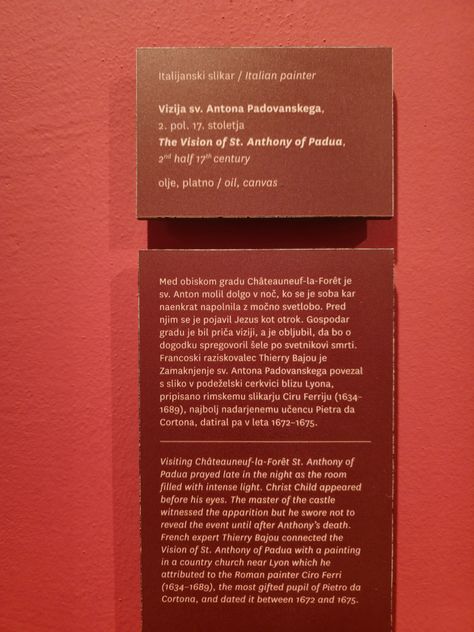 Italijanski slikar / Italian painter
Vizija sv. Antona Padovanskega,
2. pol. 17. stoletja
The Vision of St. Anthony of Padua,
2nd half 17th century
olje, platno / oil, canvas
Med obiskom gradu Châteauneuf-la-Forêt je
sv. Anton molil dolgo v noč, ko se je soba kar
naenkrat napolnila z močno svetlobo. Pred
njim se je pojavil Jezus kot otrok. Gospodar
gradu je bil priča viziji, a je obljubil, da bo o
dogodku spregovoril šele po svetnikovi smrti.
Francoski raziskovalec Thierry Bajou je
Zamaknjenje sv. Antona Padovanskega povezal
s sliko v podeželski cerkvici blizu Lyona,
pripisano rimskemu slikarju Ciru Ferriju (1634–
1689), najbolj nadarjenemu učencu Pietra da
Cortona, datiral pa v leta 1672–1675.
Visiting Châteauneuf-la-Forêt St. Anthony of
Padua prayed late in the night as the room
filled with intense light. Christ Child appeared
before his eyes. The master of the castle
witnessed the apparition but he swore not to
reveal the event until after Anthony's death.
French expert Thierry Bajou connected the
Vision of St. Anthony of Padua with a painting
in a country church near Lyon which he
attributed to the Roman painter Ciro Ferri
(1634–1689), the most gifted pupil of Pietro da
Cortona, and dated it between 1672 and 1675.